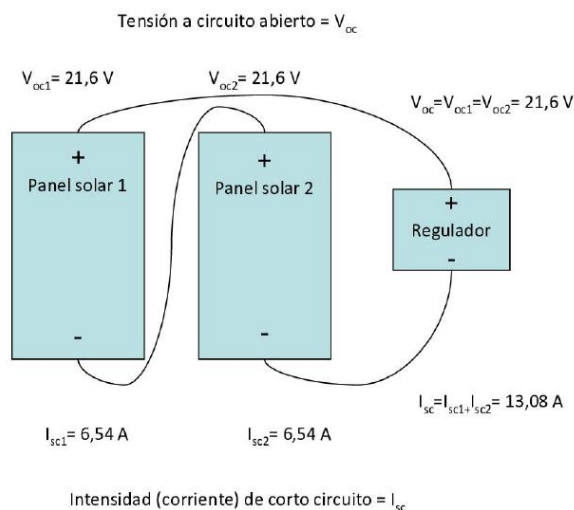 Tensión a circuito abierto = Voc
Voc1= 21,6 V
Voc2= 21,6 V
Voc=Voc1=Voc2= 21,6 V
+
Panel solar 1
-
+
Panel solar 2
-
+
Regulador
-
Isc=Isc1+Isc2= 13,08 A
Isc1= 6,54 A
Isc2= 6,54 A
Intensidad (corriente) de corto circuito = Isc